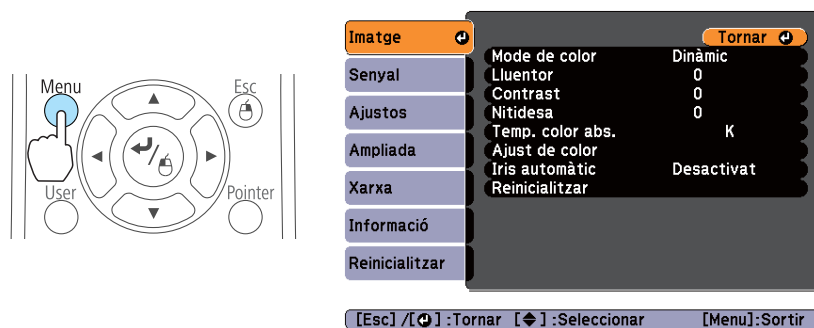 Menu
Esc
User
Pointer
Imatge
Senyal
Ajustos
Ampliada
Xarxa
Informació
Reinicialitzar
Tornar
Mode de color Dinàmic
Lluentor 0
Contrast 0
Nitidesa 0
Temp. color abs. K
Ajust de color
Iris automàtic Desactivat
Reinicialitzar
[Esc] /[ ] :Tornar [ ] :Seleccionar [Menu]:Sortir